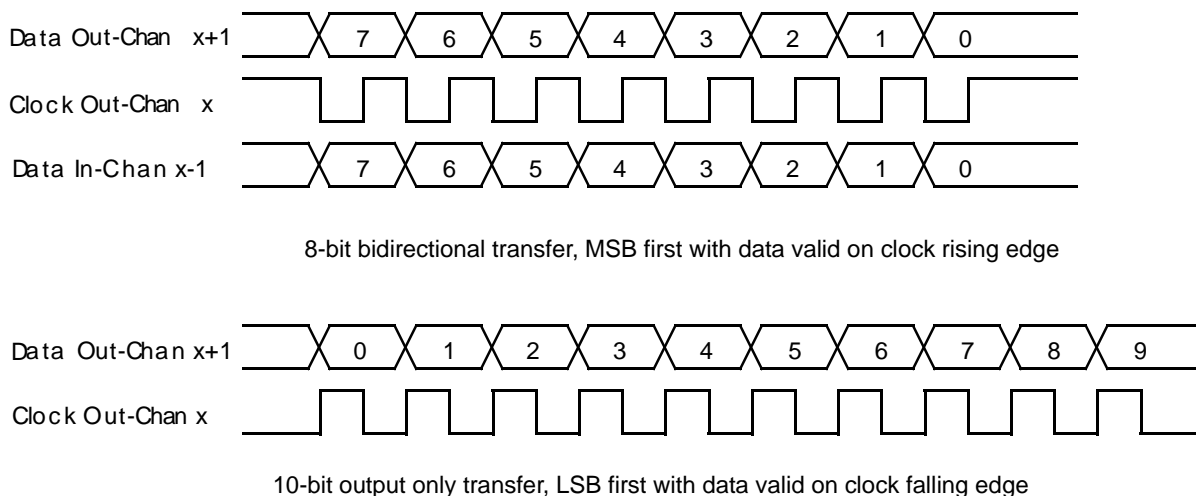 Data Out-Chan x+1 7 6 5 4 3 2 1 0
Clock Out-Chan x
Data In-Chan x-1 7 6 5 4 3 2 1 0
8-bit bidirectional transfer, MSB first with data valid on clock rising edge
Data Out-Chan x+1 0 1 2 3 4 5 6 7 8 9
Clock Out-Chan x
10-bit output only transfer, LSB first with data valid on clock falling edge